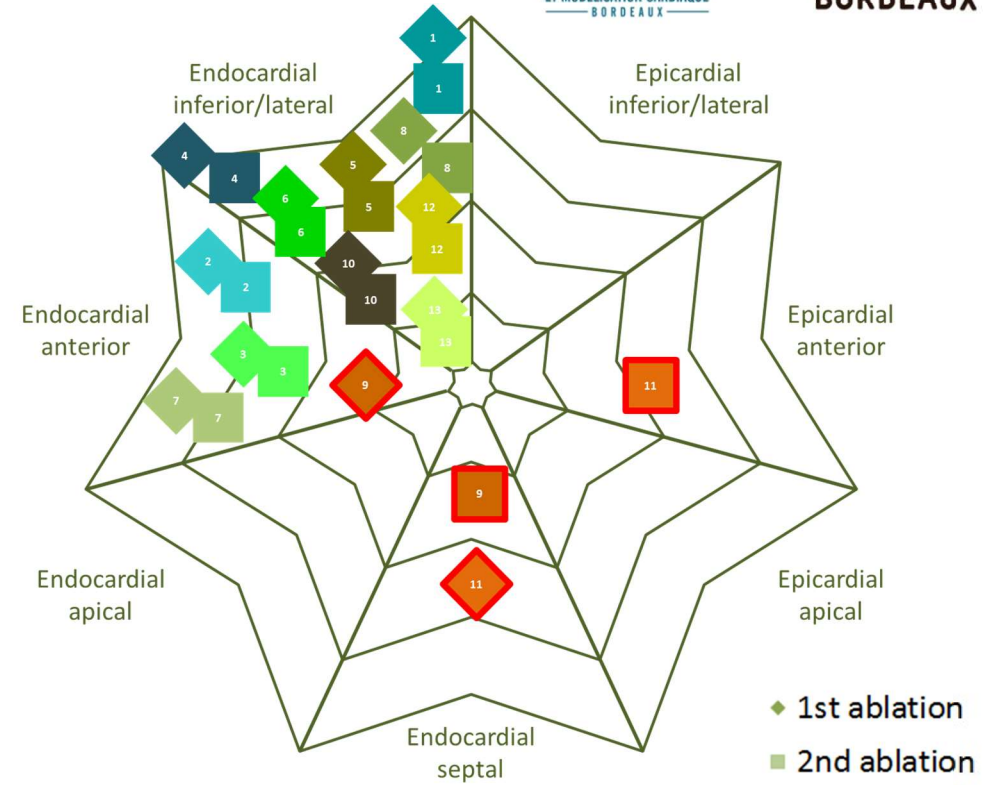 BORDEAUX
BORDEAUX
1
Endocardial
inferior/lateral
Epicardial
inferior/lateral
1
8
4
5
8
4
6
5
12
6
12
2
10
2
10
13
Endocardial
anterior
Epicardial
anterior
13
3
3
9
11
7
7
9
Endocardial
apical
11
Epicardial
apical
1st ablation
Endocardial
septal
2nd ablation